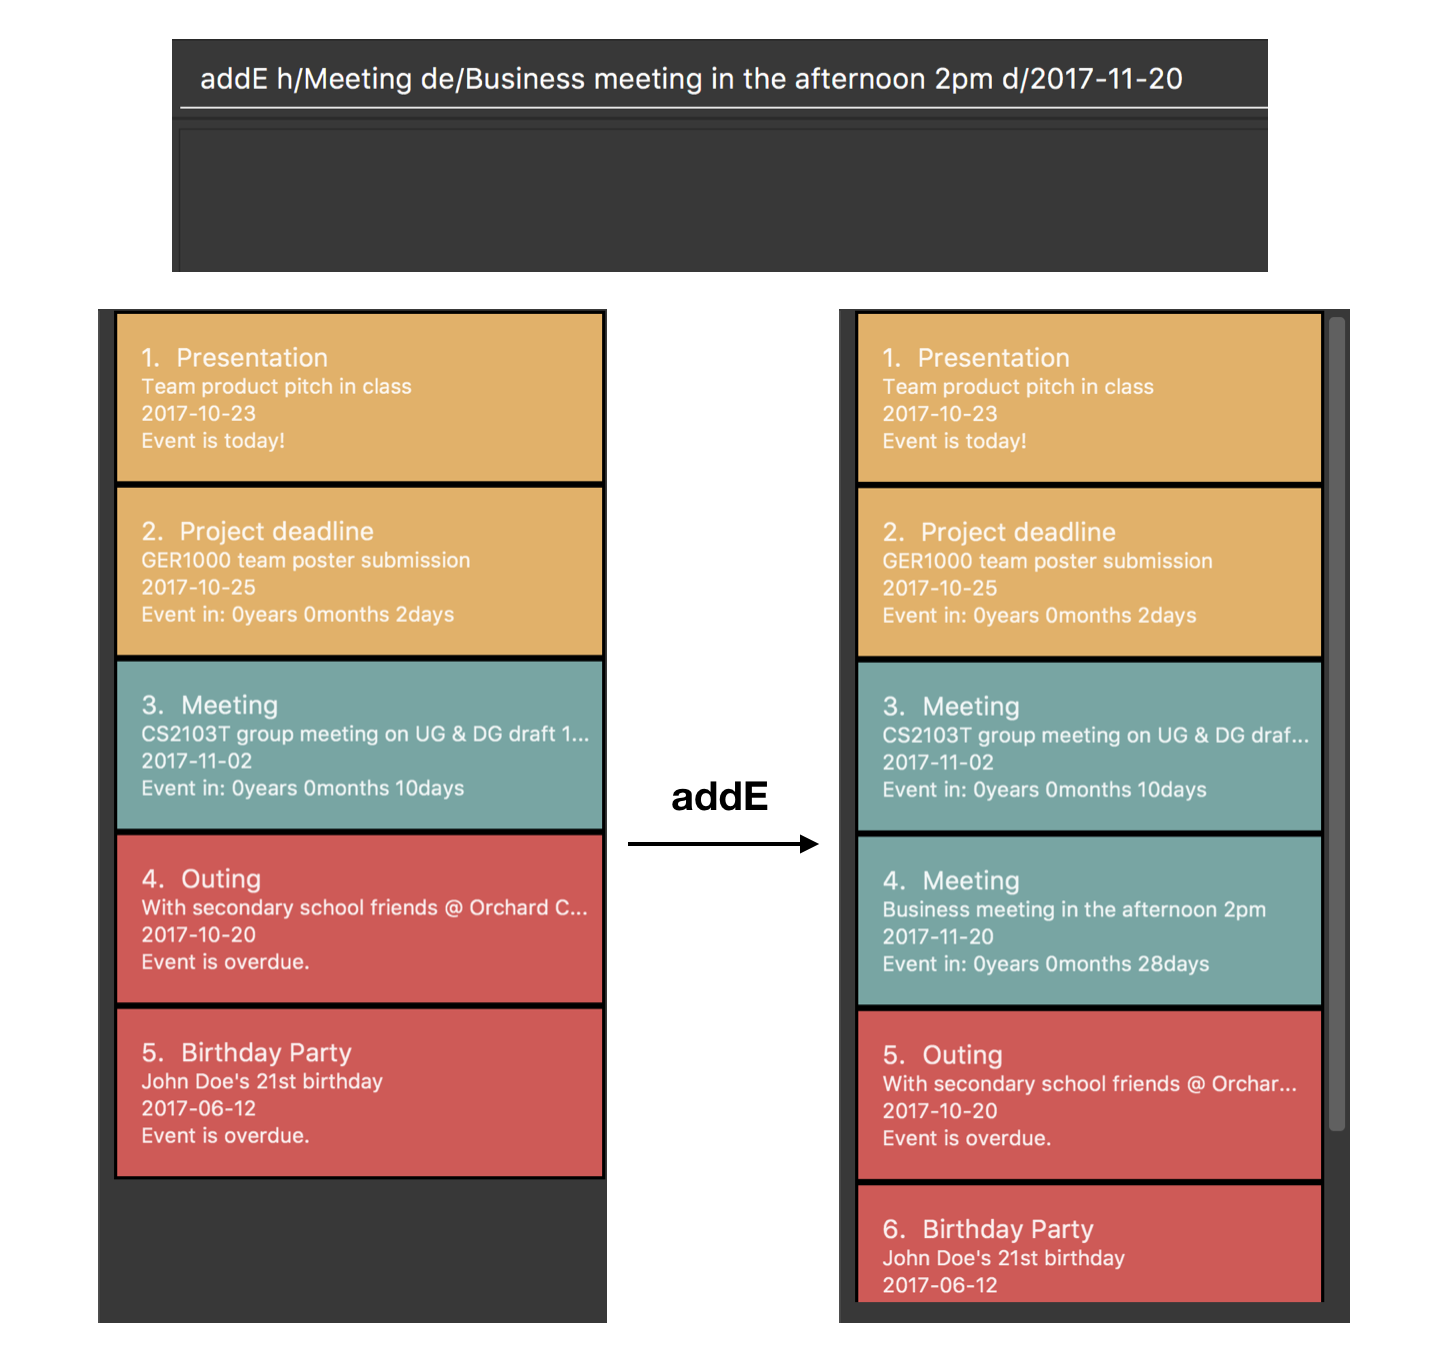 addE h/Meeting de/Business meeting in the afternoon 2pm d/2017-11-20
1. Presentation
Team product pitch in class
2017-10-23
Event is today!
2. Project deadline
GER1000 team poster submission
2017-10-25
Event in: 0years 0months 2days
3. Meeting
CS2103T group meeting on UG & DG draft 1...
2017-11-02
Event in: 0years 0months 10days
4. Outing
With secondary school friends @ Orchard C...
2017-10-20
Event is overdue.
5. Birthday Party
John Doe's 21st birthday
2017-06-12
Event is overdue.
addE
1. Presentation
Team product pitch in class
2017-10-23
Event is today!
2. Project deadline
GER1000 team poster submission
2017-10-25
Event in: 0years 0months 2days
3. Meeting
CS2103T group meeting on UG & DG draf...
2017-11-02
Event in: 0years 0months 10days
4. Meeting
Business meeting in the afternoon 2pm
2017-11-20
Event in: 0years 0months 28days
5. Outing
With secondary school friends @ Orchar...
2017-10-20
Event is overdue.
6. Birthday Party
John Doe's 21st birthday
2017-06-12